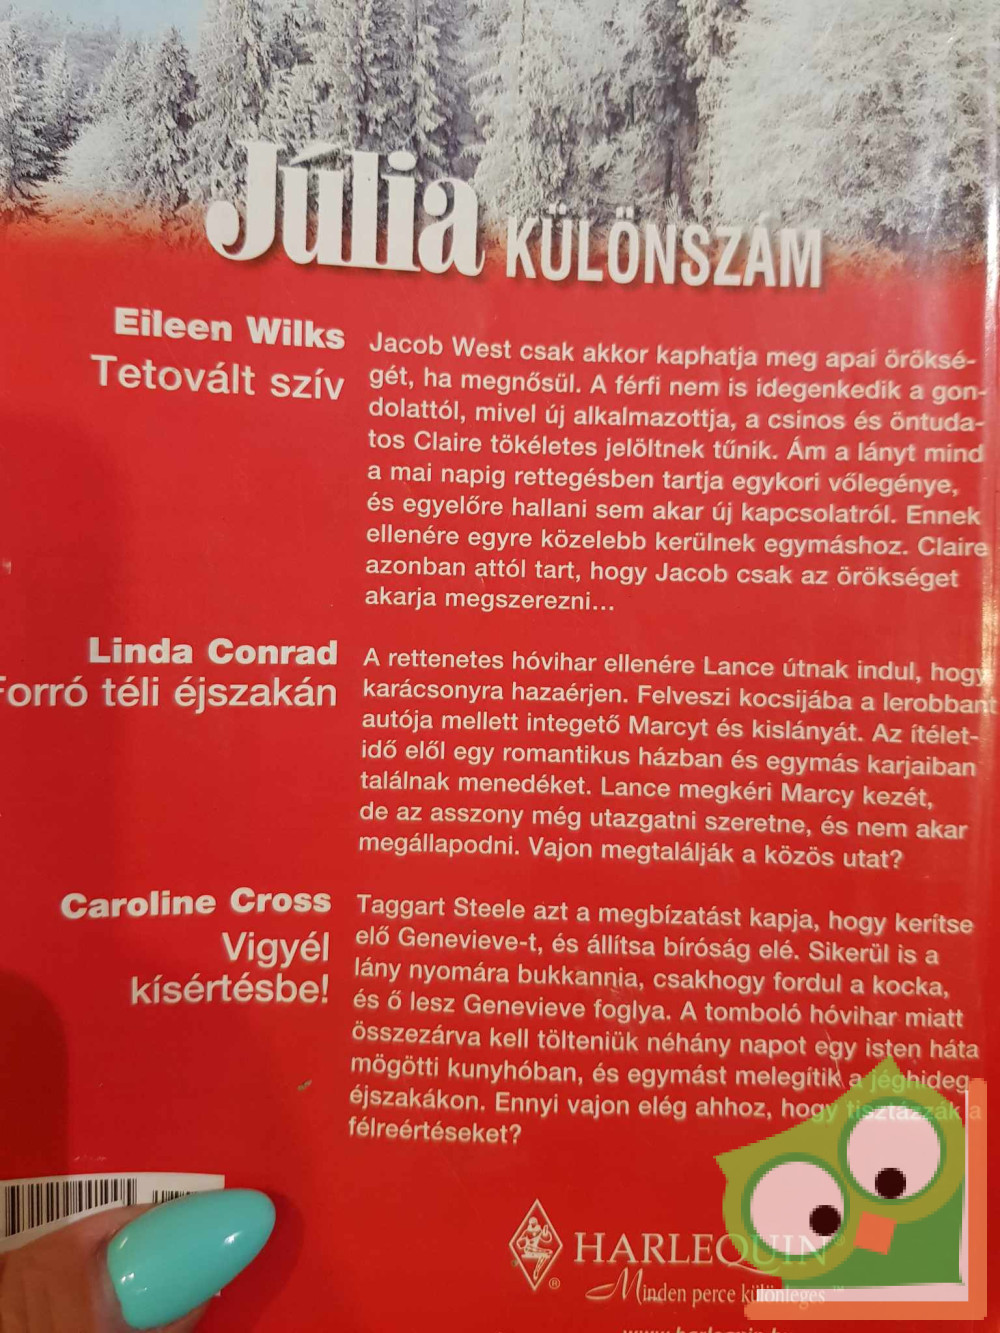 Júlia KÜLÖNSZÁM
Eileen Wilks
Tetovált szív
Jacob West csak akkor kaphatja meg apai öröksé-
gét, ha megnősül. A férfi nem is idegenkedik a gon-
dolattól, mivel új alkalmazottja, a csinos és öntuda-
tos Claire tökéletes jelöltnek tűnik. Ám a lányt mind
a mai napig rettegésben tartja egykori vőlegénye,
és egyelőre hallani sem akar új kapcsolatról. Ennek
ellenére egyre közelebb kerülnek egymáshoz. Claire
azonban attól tart, hogy Jacob csak az örökséget
akarja megszerezni...
Linda Conrad
Forró téli éjszakán
A rettenetes hóvihar ellenére Lance útnak indul, hogy
karácsonyra hazaérjen. Felveszi kocsijába a lerobbant
autója mellett integető Marcyt és kislányát. Az ítélet-
idő elől egy romantikus házban és egymás karjaiban
találnak menedéket. Lance megkéri Marcy kezét,
de az asszony még utazgatni szeretne, és nem akar
megállapodni. Vajon megtalálják a közös utat?
Caroline Cross
Vigyél
kísértésbe!
Taggart Steele azt a megbízatást kapja, hogy kerítse
elő Genevieve-t, és állítsa bíróság elé. Sikerül is a
lány nyomára bukkannia, csakhogy fordul a kocka,
és ő lesz Genevieve foglya. A tomboló hóvihar miatt
összezárva kell tölteniük néhány napot egy isten háta
mögötti kunyhóban, és egymást melegítik a jéghideg
éjszakákon. Ennyi vajon elég ahhoz, hogy tisztázzák a
félreértéseket?
HARLEQUIN®
Minden perce különleges™